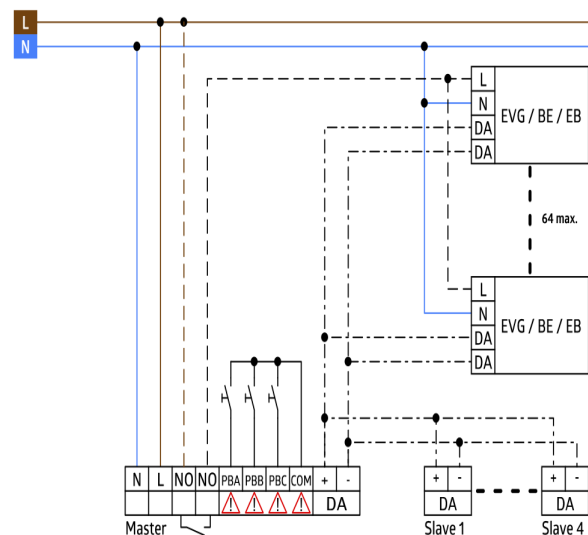 L
N
L
N
DA
DA
EVG / BE / EB
64 max.
L
N
DA
DA
EVG / BE / EB
N L NO NO PBA PBB PBC COM + -
! ! ! ! DA
Master
+ -
DA
Slave 1
+ -
DA
Slave 4